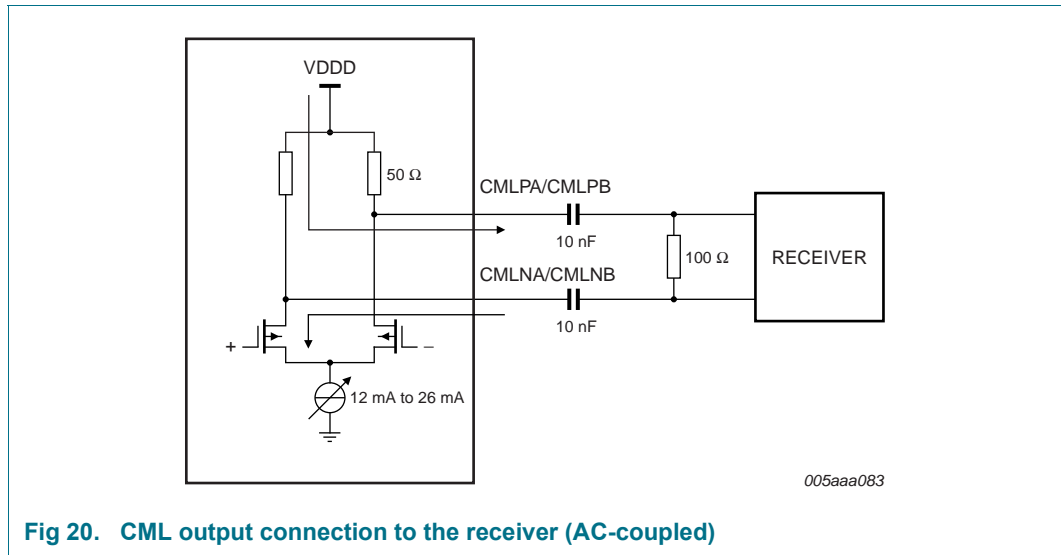 VDDD
50 Ω
CMLPA/CMLPB
10 nF
100 Ω
RECEIVER
CMLNA/CMLNB
10 nF
+
–
12 mA to 26 mA
005aaa083
Fig 20. CML output connection to the receiver (AC-coupled)